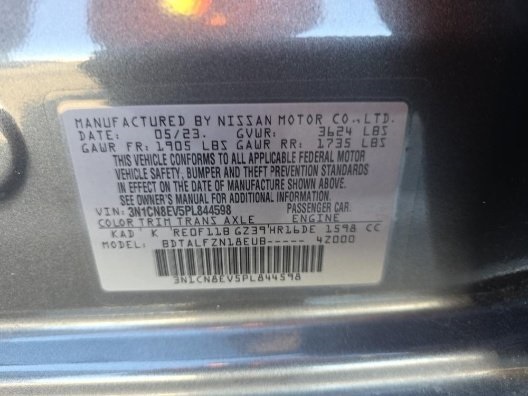 MANUFACTURED BY NISSAN MOTOR CO.,LTD.
DATE: 05/23. GVWR: 3624 LBS
GAWR FR: 1905 LBS GAWR RR: 1735 LBS
THIS VEHICLE CONFORMS TO ALL APPLICABLE FEDERAL MOTOR
VEHICLE SAFETY, BUMPER AND THEFT PREVENTION STANDARDS
IN EFFECT ON THE DATE OF MANUFACTURE SHOWN ABOVE.
SEE OWNER'S MANUAL FOR ADDITIONAL INFORMATION
VIN: 3N1CN8EV5PL844598 PASSENGER CAR.
COLOR TRIM TRANS AXLE ENGINE
KAD K RE0F11B GZ39 HR16DE 1598 CC
MODEL: BDTALFZN18EUB----- 4Z000
3N1CN8EV5PL844598